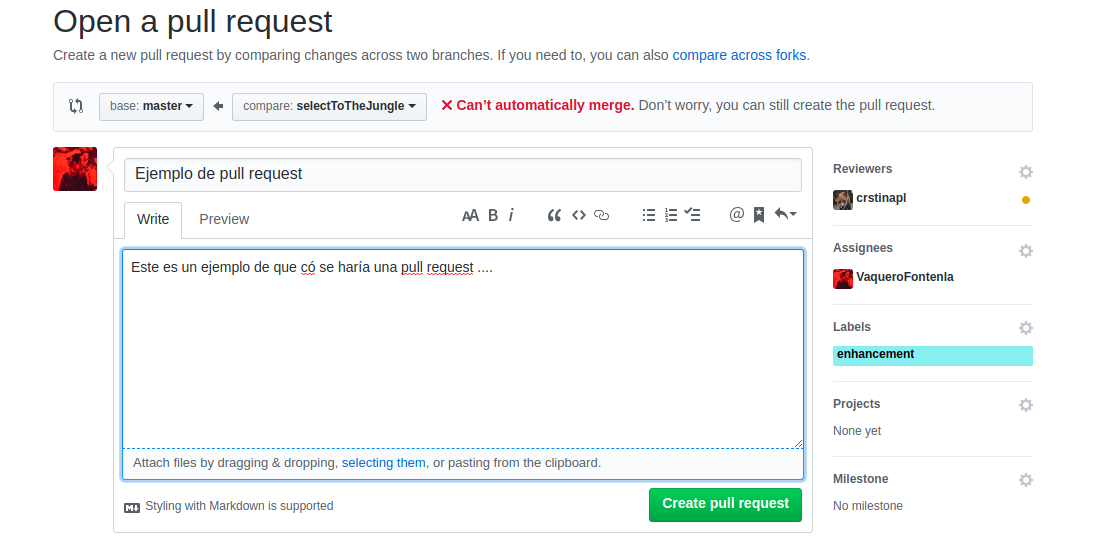 Open a pull request
Create a new pull request by comparing changes across two branches. If you need to, you can also compare across forks.
base: master compare: selectToTheJungle Can't automatically merge. Don't worry, you can still create the pull request.
Ejemplo de pull request
Write Preview AA B i @
Este es un ejemplo de que có se haría una pull request ....
Attach files by dragging & dropping, selecting them, or pasting from the clipboard.
Styling with Markdown is supported
Create pull request
Reviewers
crstinapl
Assignees
VaqueroFontenla
Labels
enhancement
Projects
None yet
Milestone
No milestone